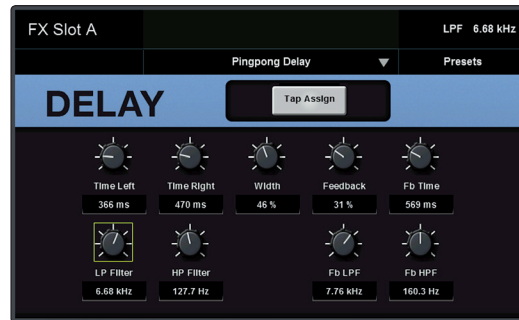 FX Slot A
LPF 6.68 kHz
Pingpong Delay
Presets
DELAY
Tap Assign
Time Left
Time Right
Width
Feedback
Fb Time
366 ms
470 ms
46 %
31 %
569 ms
LP Filter
HP Filter
Fb LPF
Fb HPF
6.68 kHz
127.7 Hz
7.76 kHz
160.3 Hz